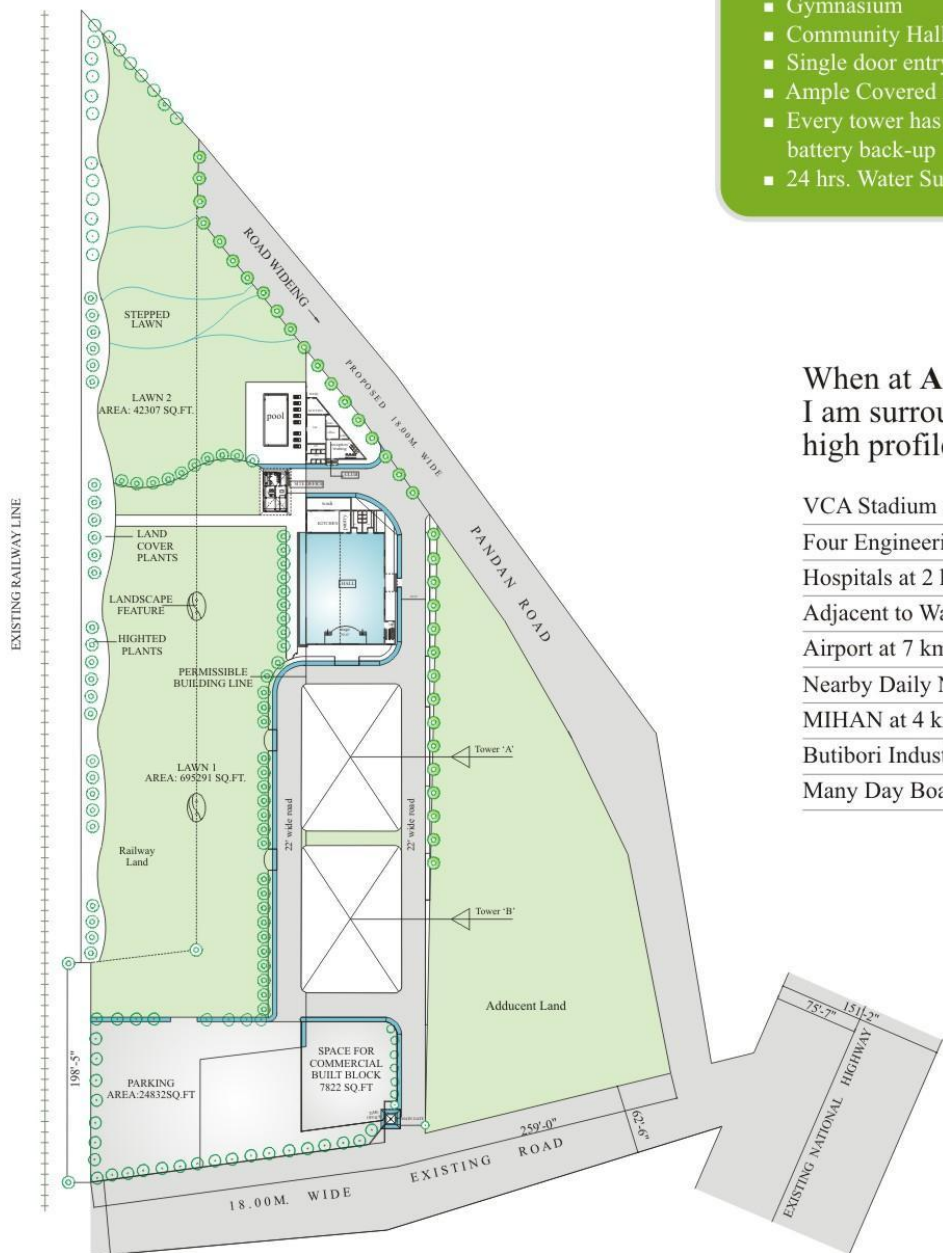 Gymnasium
Community Hall
Single door entry
Ample Covered
Every tower has
battery back-up
24 hrs. Water Su
ROAD WIDEING
STEPPED
LAWN
PROPOSED 18.00M. WIDE
LAWN 2
AREA: 42307 SQ.FT.
pool
When at A
I am surrou
high profile
VCA Stadium
Four Engineeri
Hospitals at 2
Adjacent to Wa
Airport at 7 km
Nearby Daily
MIHAN at 4 k
Butibori Indust
Many Day Boa
EXISTING RAILWAY LINE
KITCHEN
LAND
COVER
PLANTS
PANDAN ROAD
HALL
LANDSCAPE
FEATURE
HIGHTED
PLANTS
PERMISSIBLE
BUILDING LINE
Tower ‘A’
LAWN 1
AREA: 695291 SQ.FT.
22' wide road
22' wide road
Railway
Land
Tower ‘B’
Adducent Land
75'-7"
151'-2"
EXISTING NATIONAL HIGHWAY
198'-5"
PARKING
AREA:24832SQ.FT
SPACE FOR
COMMERCIAL
BUILT BLOCK
7822 SQ.FT
259'-0"
62'-6"
18.00M. WIDE EXISTING ROAD